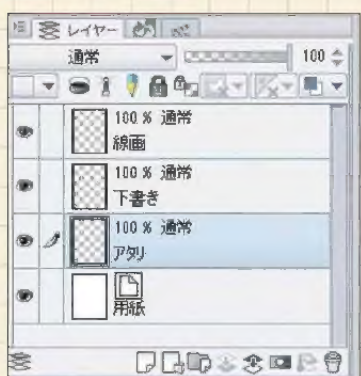 レイヤー
通常 100
100 % 通常
線画
100 % 通常
下書き
100 % 通常
アタリ
用紙